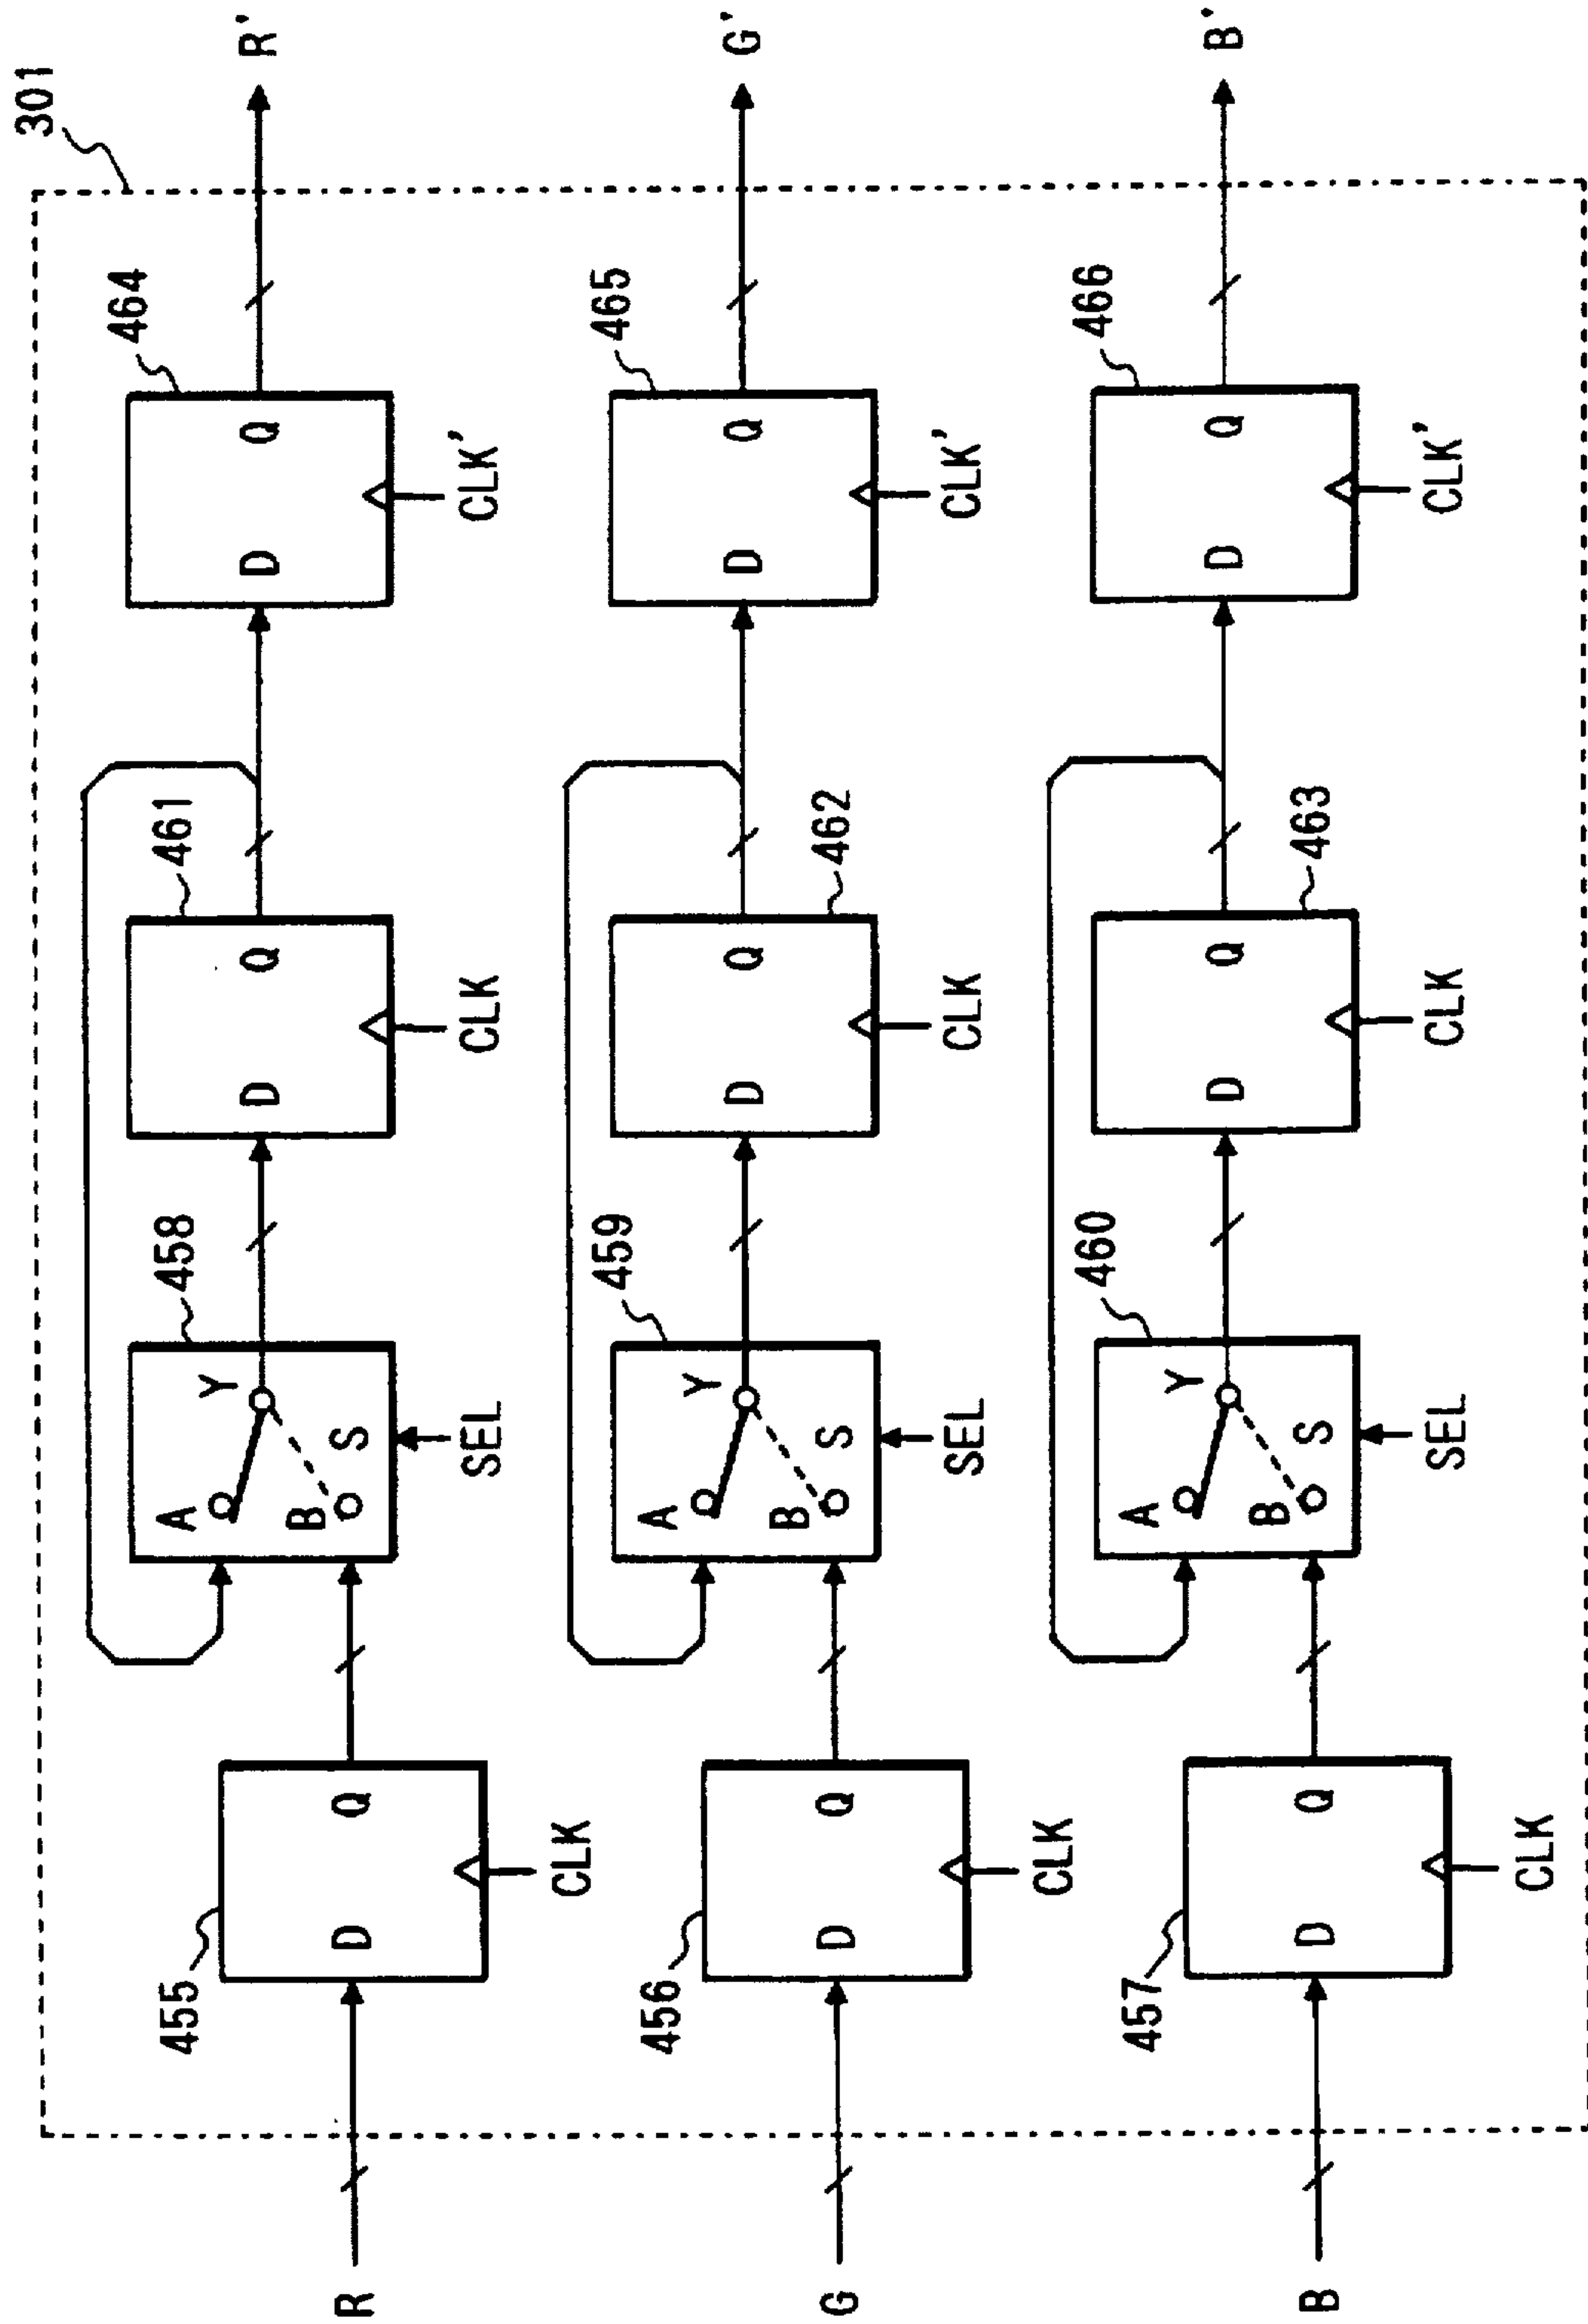 301
R
455
D Q
CLK
458
A
B
Y
S
SEL
461
D Q
CLK
464
D Q
CLK'
R'
G
456
D Q
CLK
459
A
B
Y
S
SEL
462
D Q
CLK
465
D Q
CLK'
G'
B
457
D Q
CLK
460
A
B
Y
S
SEL
463
D Q
CLK
466
D Q
CLK'
B'